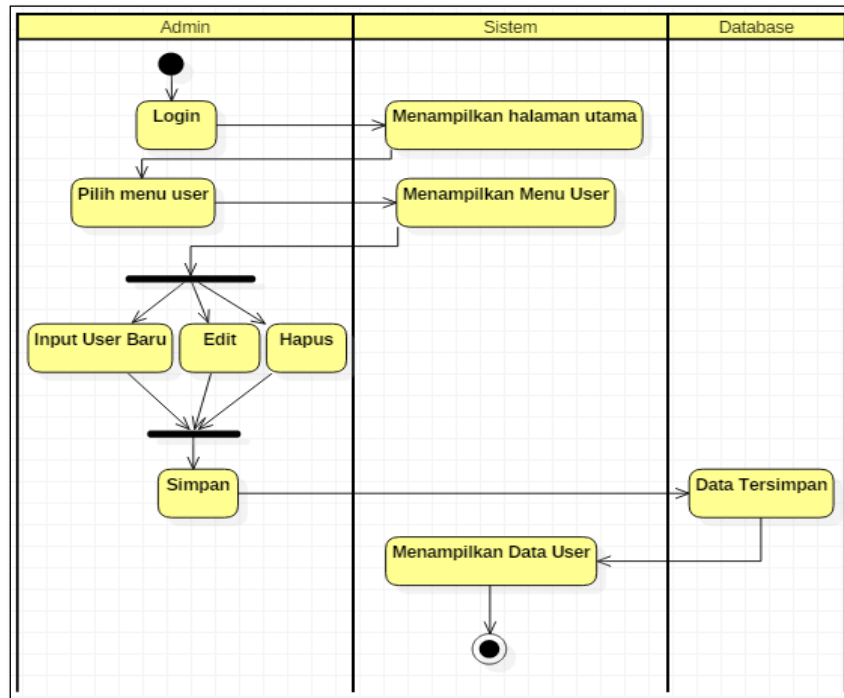 Admin
Sistem
Database
Login
Menampilkan halaman utama
Pilih menu user
Menampilkan Menu User
Input User Baru
Edit
Hapus
Simpan
Data Tersimpan
Menampilkan Data User